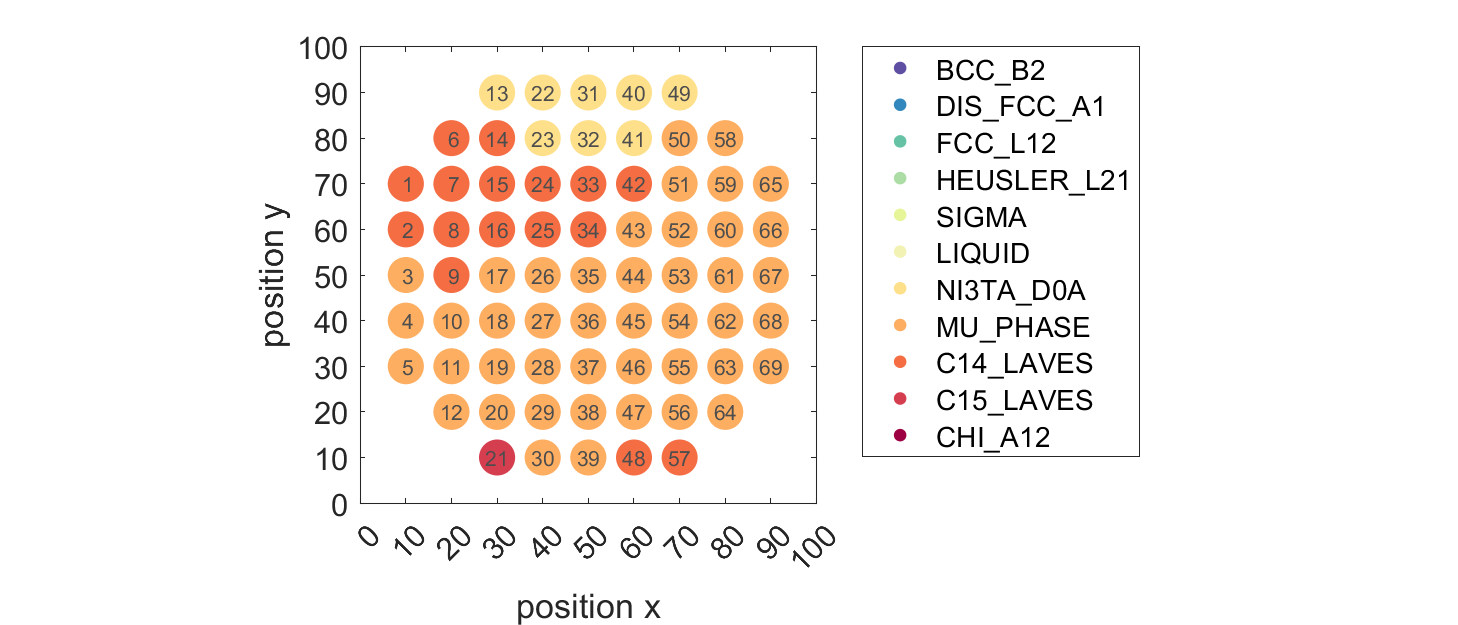 100
90
80
70
60
50
40
30
20
10
0
position y
13 22 31 40 49
6 14 23 32 41 50 58
1 7 15 24 33 42 51 59 65
2 8 16 25 34 43 52 60 66
3 9 17 26 35 44 53 61 67
4 10 18 27 36 45 54 62 68
5 11 19 28 37 46 55 63 69
12 20 29 38 47 56 64
21 30 39 48 57
0 10 20 30 40 50 60 70 80 90 100
position x
BCC_B2
DIS_FCC_A1
FCC_L12
HEUSLER_L21
SIGMA
LIQUID
NI3TA_D0A
MU_PHASE
C14_LAVES
C15_LAVES
CHI_A12